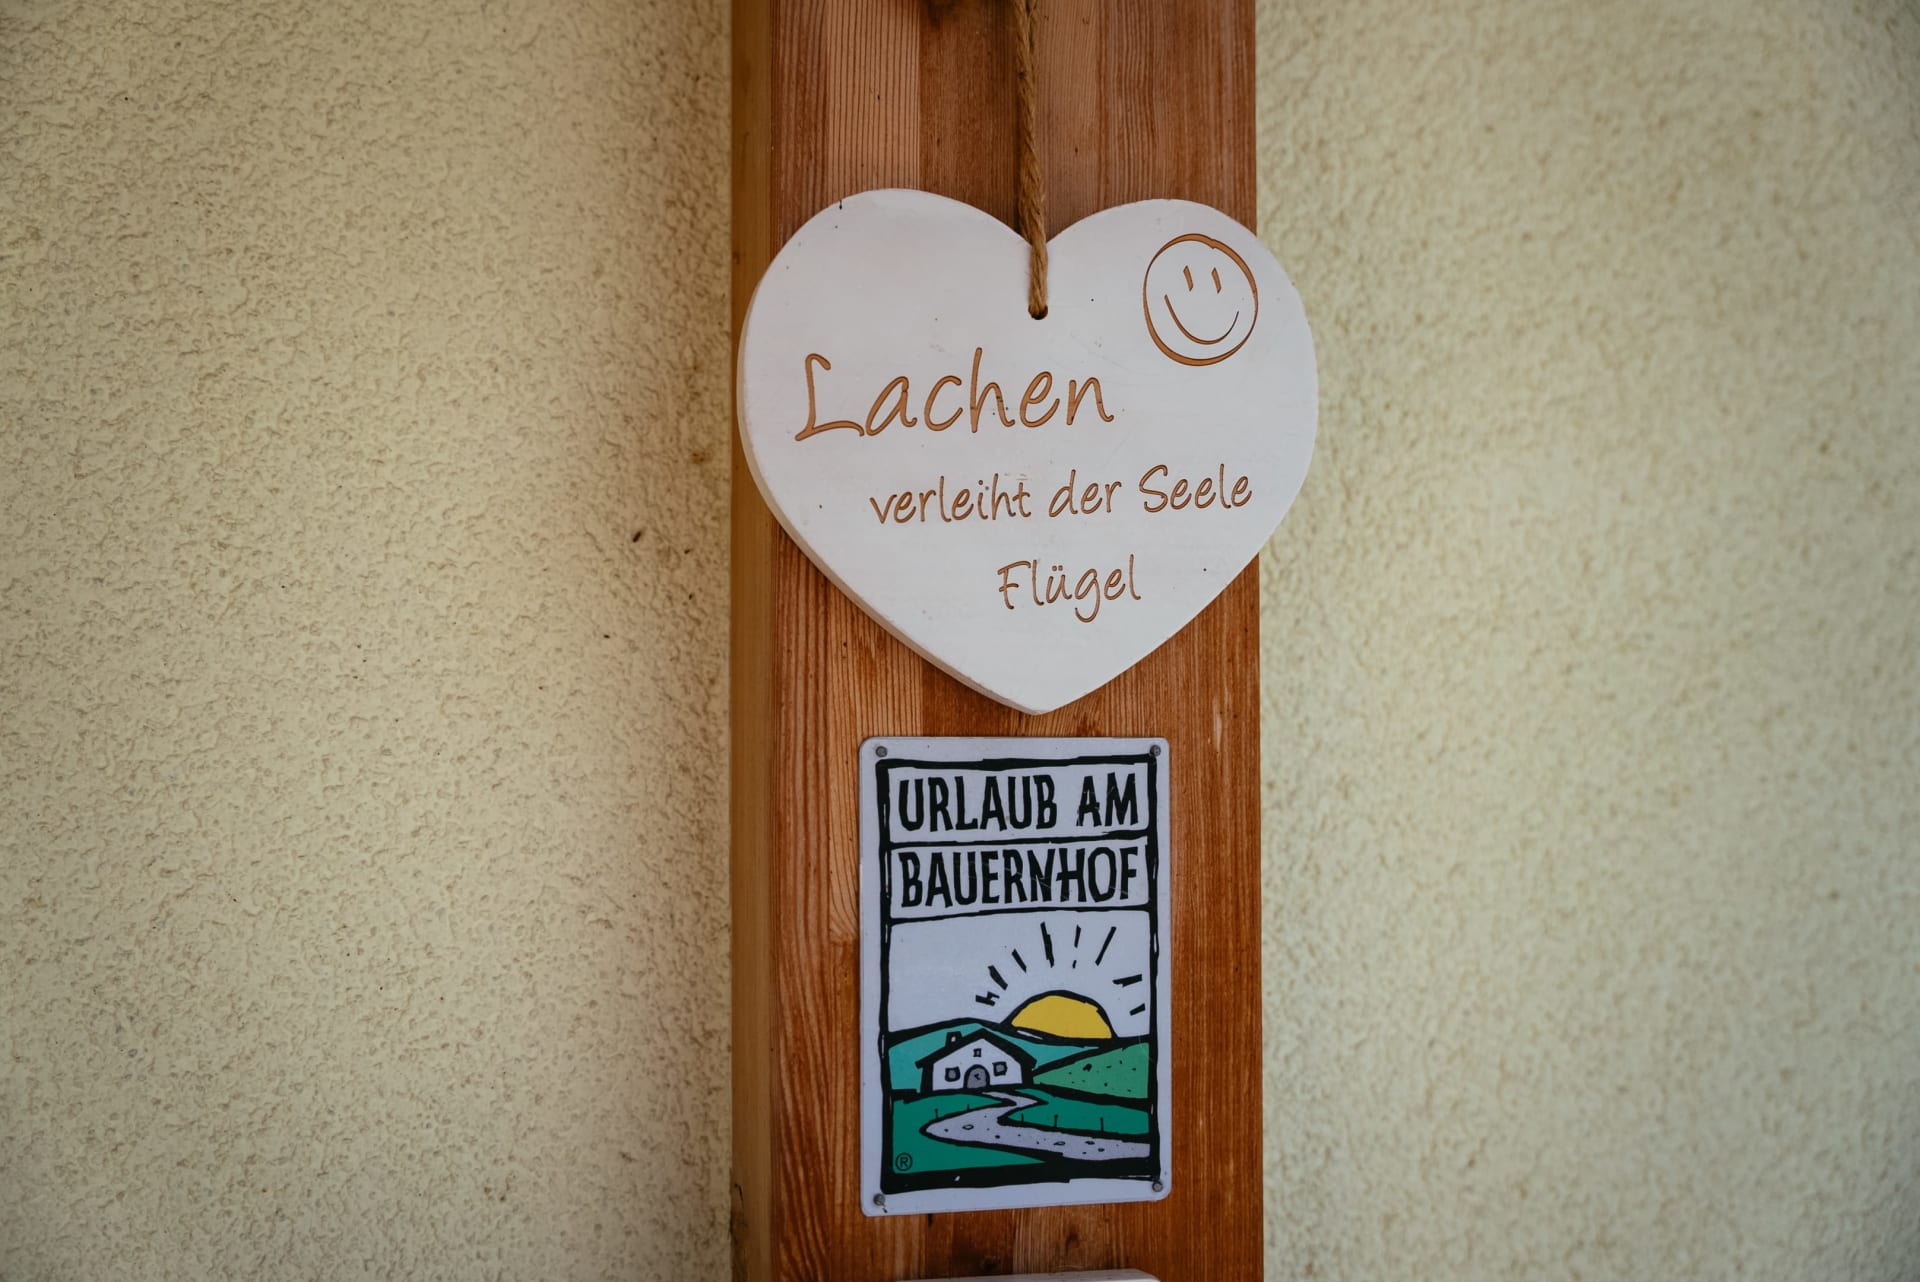 Lachen
verleiht der Seele
Flügel
URLAUB AM
BAUERNHOF
®